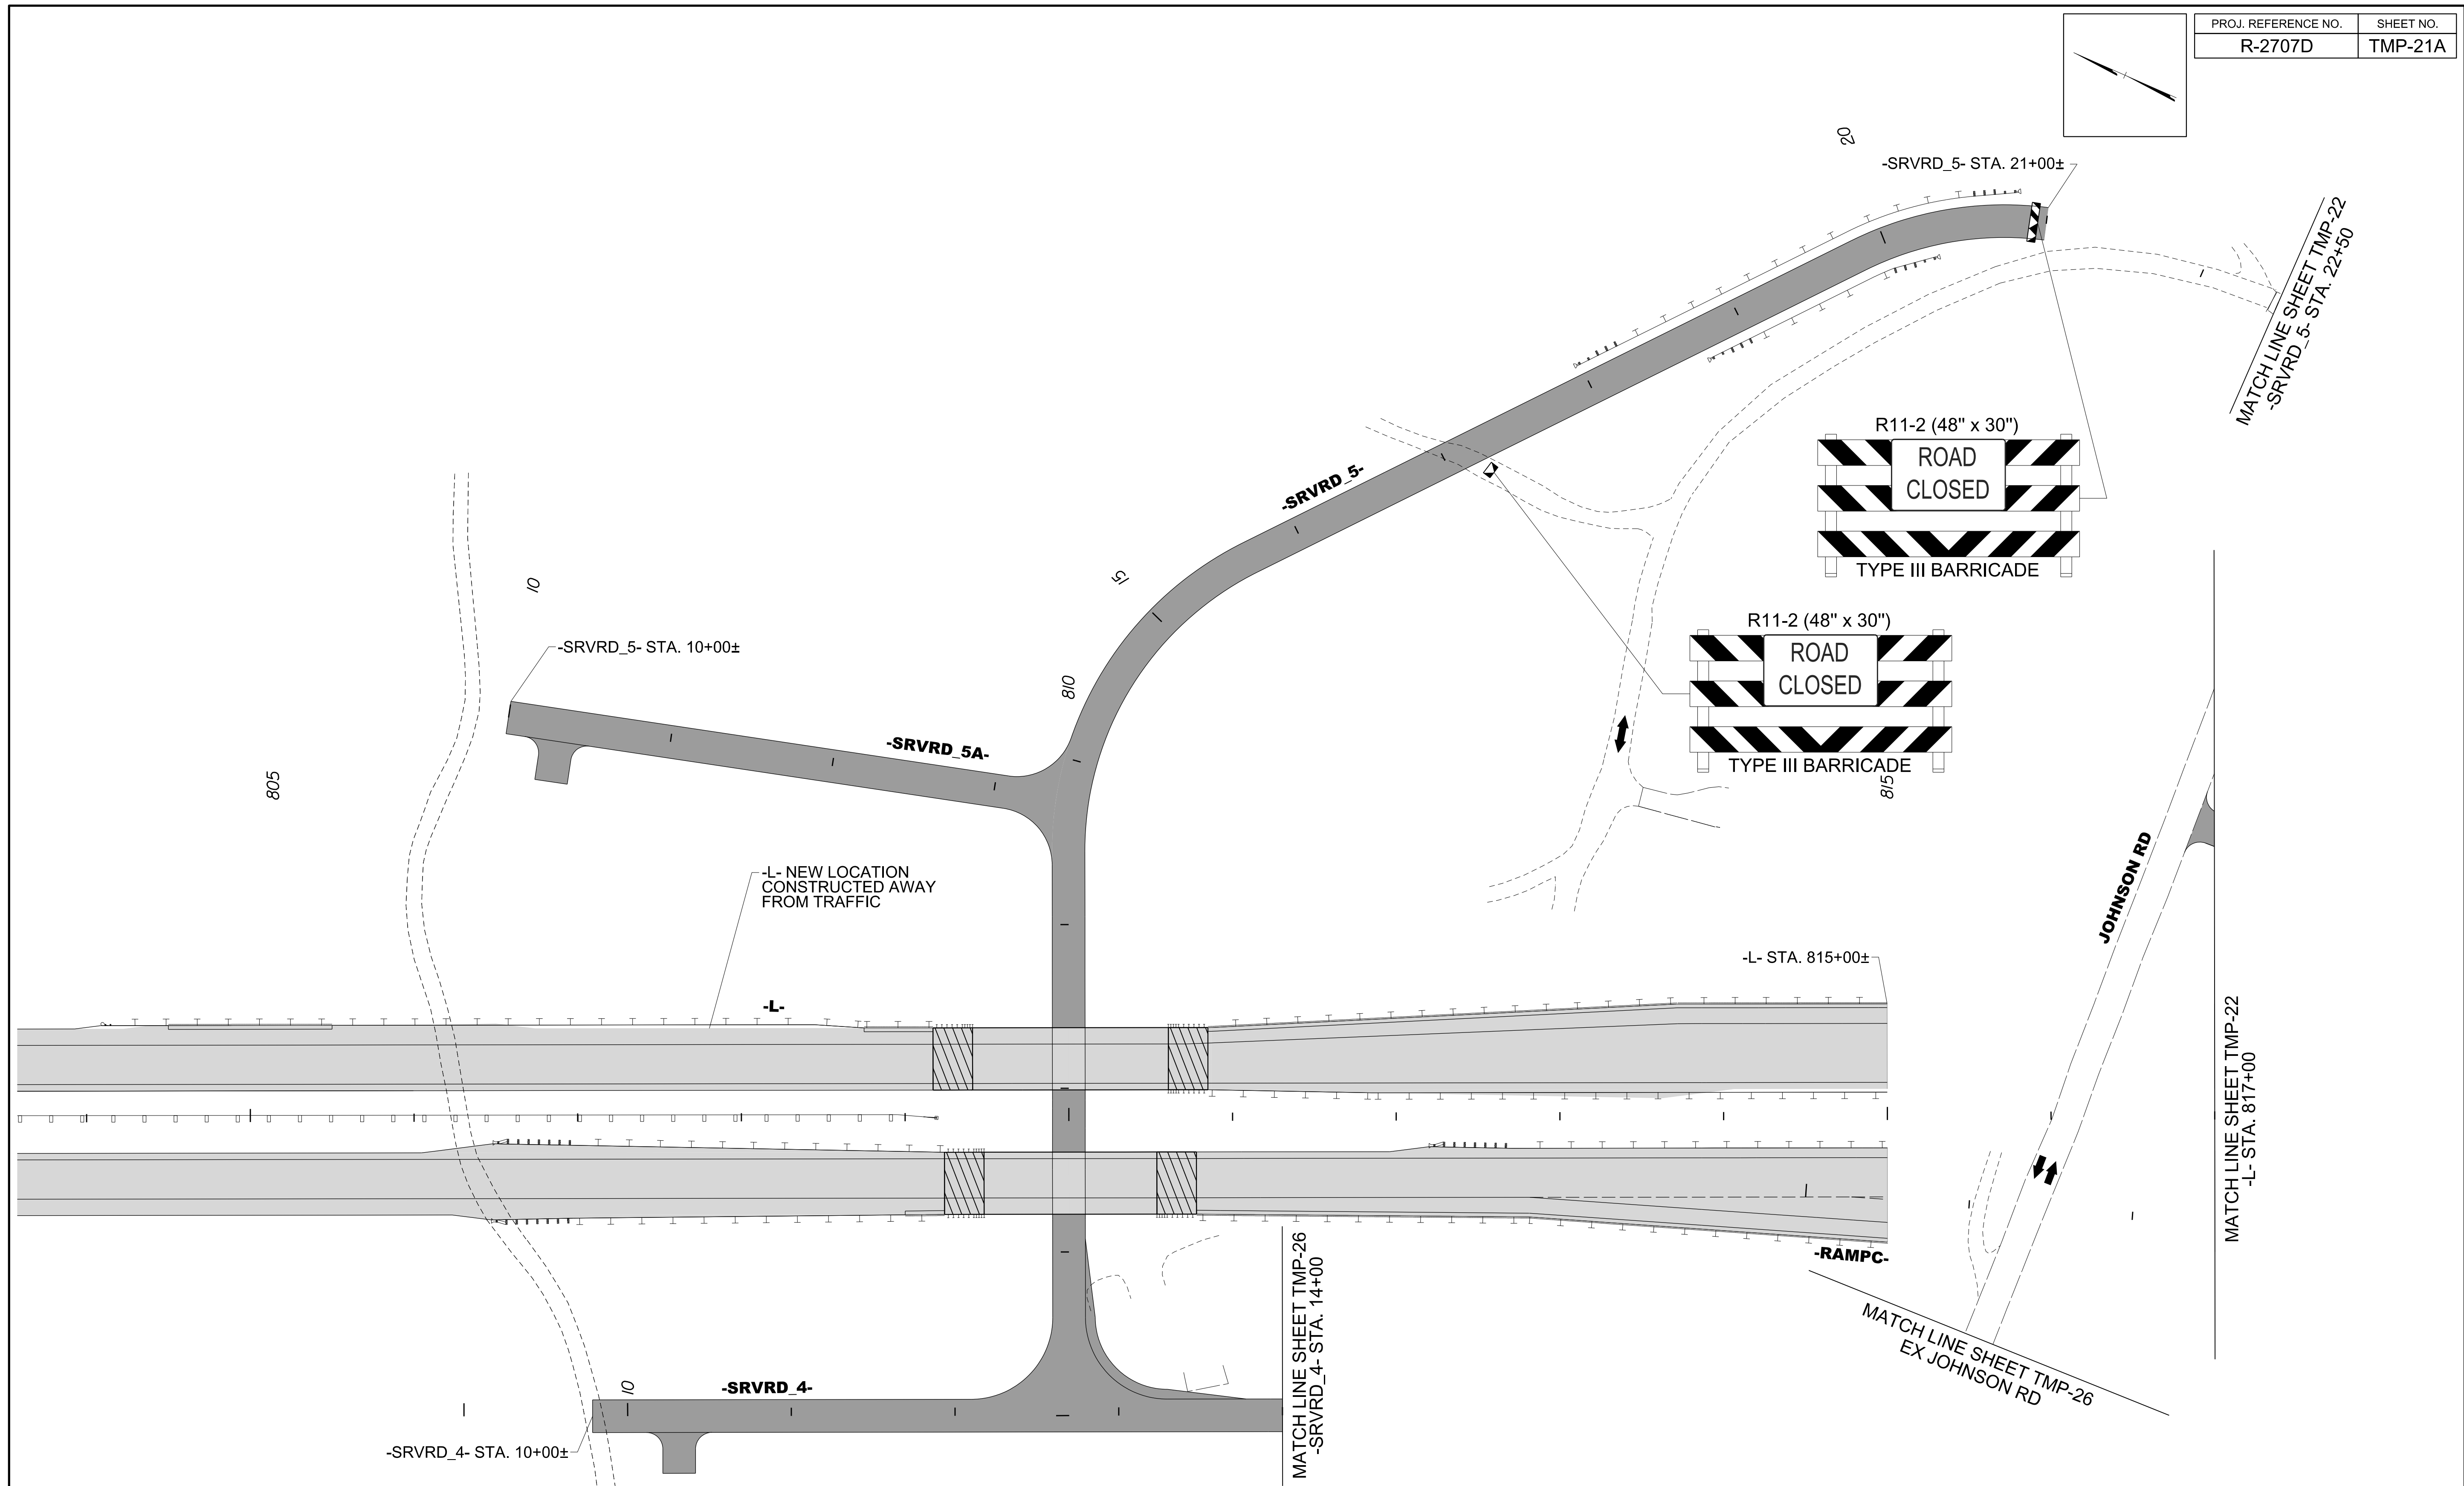 PROJ. REFERENCE NO.
SHEET NO.
R-2707D
TMP-21A
20
-SRVRD_5- STA. 21+00±
MATCH LINE SHEET TMP-22
-SRVRD_5- STA. 22+50
R11-2 (48" x 30")
ROAD
CLOSED
TYPE III BARRICADE
-SRVRD_5-
15
10
R11-2 (48" x 30")
ROAD
CLOSED
TYPE III BARRICADE
-SRVRD_5- STA. 10+00±
810
-SRVRD_5A-
805
815
JOHNSON RD
-L- NEW LOCATION
CONSTRUCTED AWAY
FROM TRAFFIC
-L- STA. 815+00±
-L-
MATCH LINE SHEET TMP-22
-L- STA. 817+00
-RAMPC-
MATCH LINE SHEET TMP-26
-SRVRD_4- STA. 14+00
MATCH LINE SHEET TMP-26
EX JOHNSON RD
10
-SRVRD_4-
-SRVRD_4- STA. 10+00±